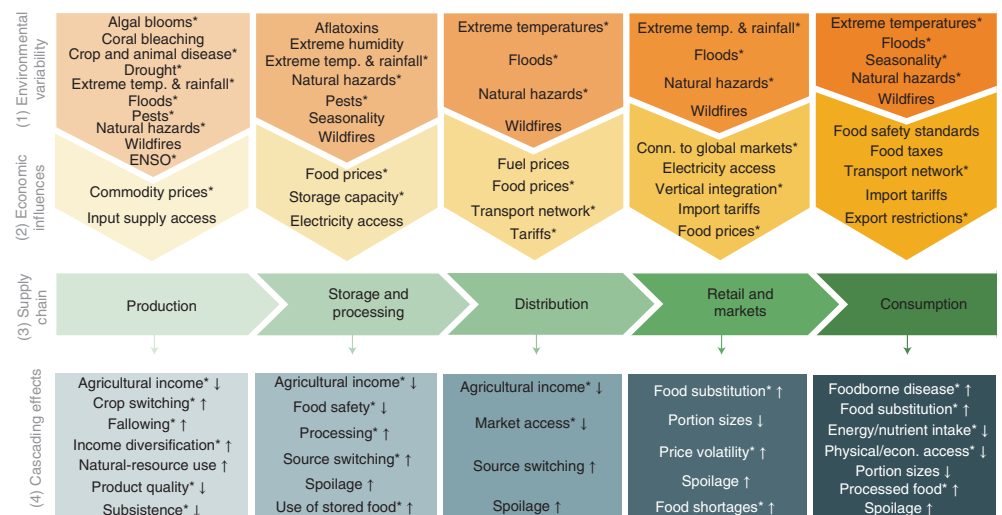 (1) Environmental
variability
Algal blooms*
Coral bleaching
Crop and animal disease*
Drought*
Extreme temp. & rainfall*
Floods*
Pests*
Natural hazards*
Wildfires
ENSO*
Aflatoxins
Extreme humidity
Extreme temp. & rainfall*
Natural hazards*
Pests*
Seasonality
Wildfires
Extreme temperatures*
Floods*
Natural hazards*
Wildfires
Extreme temp. & rainfall*
Floods*
Natural hazards*
Wildfires
Extreme temperatures*
Floods*
Seasonality
Natural hazards*
Wildfires
(2) Economic
influences
Commodity prices*
Input supply access
Food prices*
Storage capacity*
Electricity access
Fuel prices
Food prices*
Transport network*
Tariffs*
Conn. to global markets*
Electricity access
Vertical integration*
Import tariffs
Food prices*
Food safety standards
Food taxes
Transport network*
Import tariffs
Export restrictions*
(3) Supply
chain
Production
Storage and
processing
Distribution
Retail and
markets
Consumption
(4) Cascading effects
Agricultural income* ↓
Crop switching* ↑
Fallowing* ↑
Income diversification* ↑
Natural-resource use ↑
Product quality* ↓
Subsistence* ↓
Agricultural income* ↓
Food safety* ↓
Processing* ↑
Source switching* ↑
Spoilage ↑
Use of stored food* ↑
Agricultural income* ↓
Market access* ↓
Source switching ↑
Spoilage ↑
Food substitution* ↑
Portion sizes ↓
Price volatility* ↑
Spoilage ↑
Food shortages* ↑
Foodborne disease* ↑
Food substitution* ↑
Energy/nutrient intake* ↓
Physical/econ. access* ↓
Portion sizes ↓
Processed food* ↑
Spoilage ↑